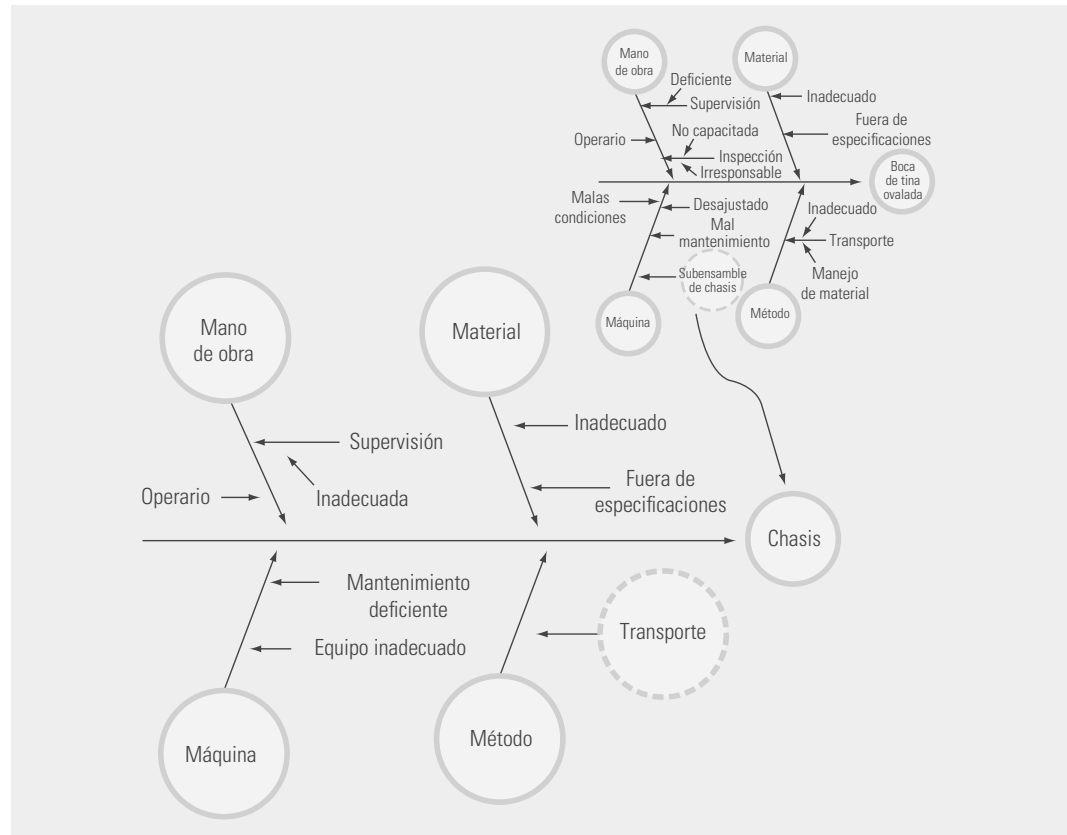 Mano
de obra
Material
Deficiente
Supervisión
Inadecuado
Operario
No capacitada
Fuera de
especificaciones
Inspección
Irresponsable
Boca
de tina
ovalada
Malas
condiciones
Desajustado
Mal
mantenimiento
Inadecuado
Transporte
Subensamble
de chasis
Manejo
de material
Máquina
Método
Mano
de obra
Material
Supervisión
Inadecuado
Operario
Inadecuada
Fuera de
especificaciones
Chasis
Mantenimiento
deficiente
Equipo inadecuado
Transporte
Máquina
Método